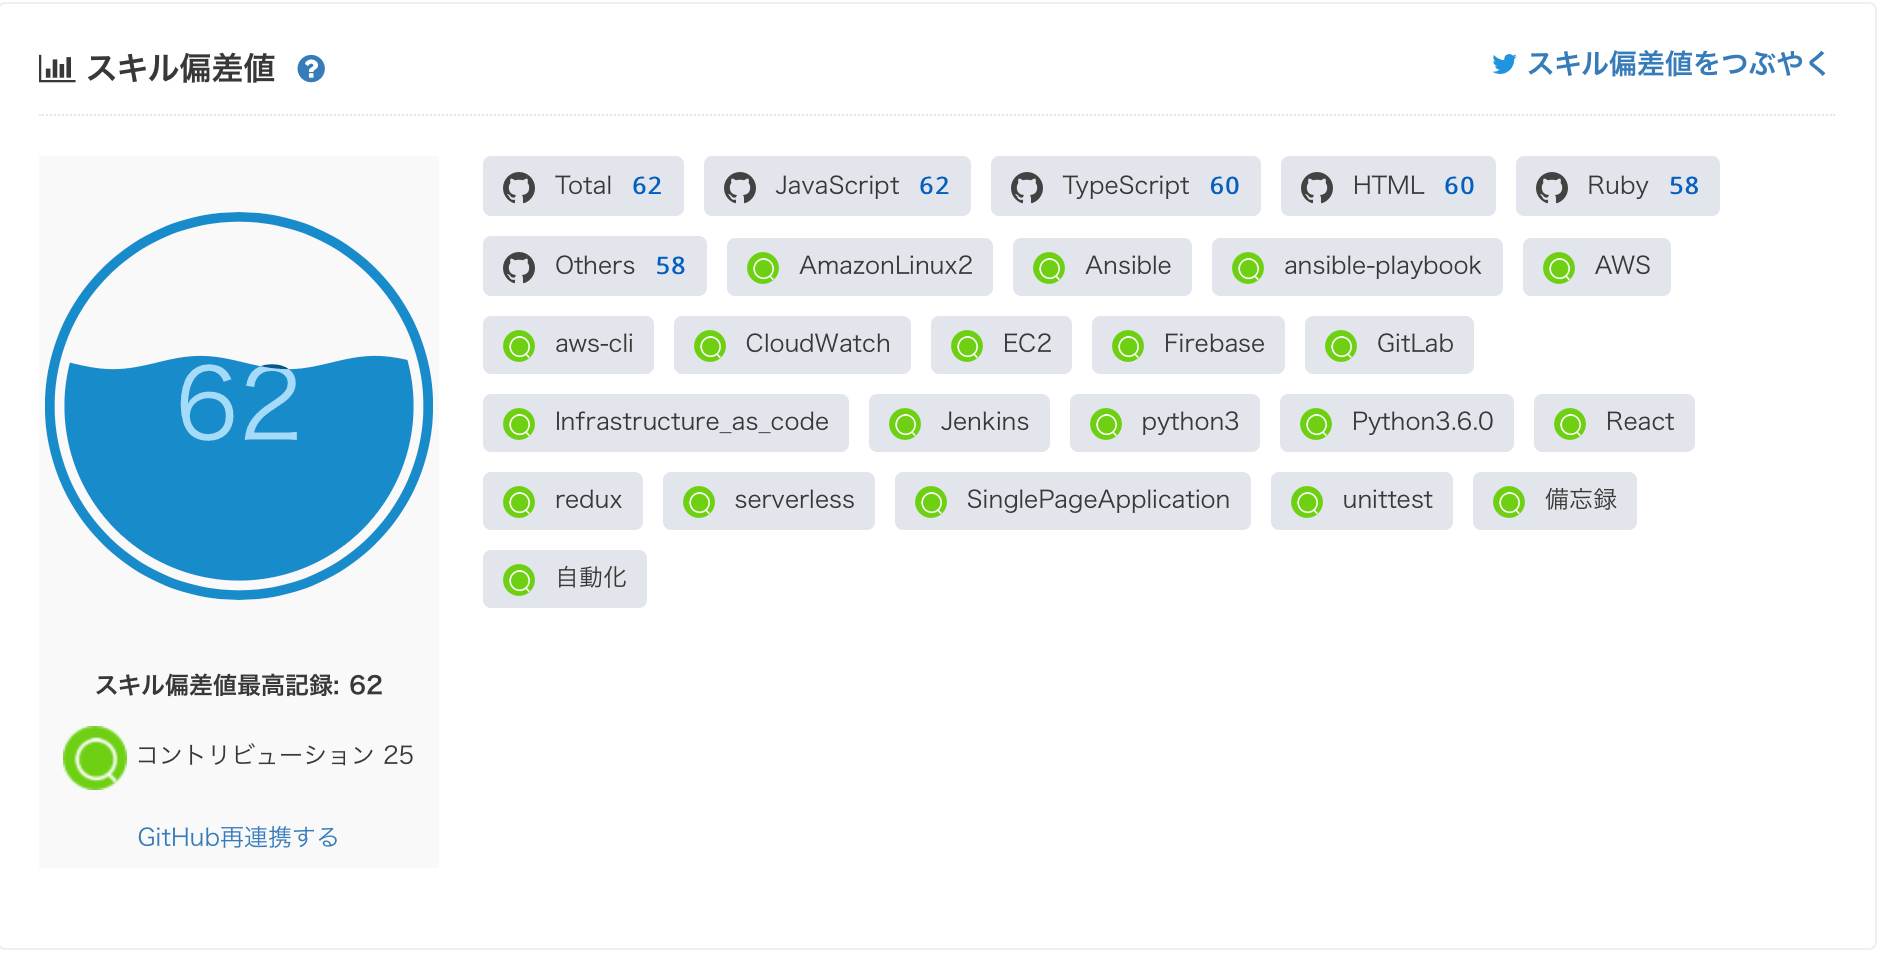 スキル偏差値 ?
スキル偏差値をつぶやく
62
スキル偏差値最高記録: 62
コントリビューション 25
GitHub再連携する
Total 62 JavaScript 62 TypeScript 60 HTML 60 Ruby 58
Others 58 AmazonLinux2 Ansible ansible-playbook AWS
aws-cli CloudWatch EC2 Firebase GitLab
Infrastructure_as_code Jenkins python3 Python3.6.0 React
redux serverless SinglePageApplication unittest 備忘録
自動化